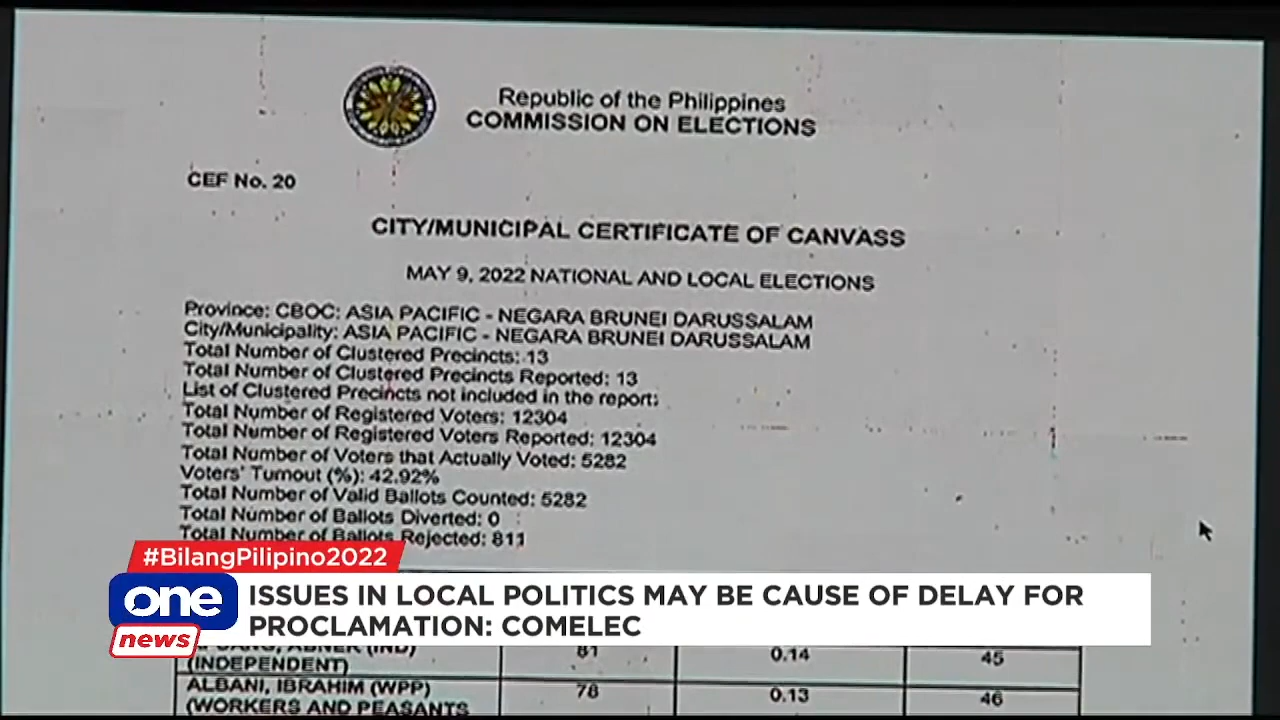 Republic of the Philippines
COMMISSION ON ELECTIONS
CEF No. 20
CITY/MUNICIPAL CERTIFICATE OF CANVASS
MAY 9, 2022 NATIONAL AND LOCAL ELECTIONS
Province: CBOC: ASIA PACIFIC - NEGARA BRUNEI DARUSSALAM
City/Municipality: ASIA PACIFIC - NEGARA BRUNEI DARUSSALAM
Total Number of Clustered Precincts: 13
Total Number of Clustered Precincts Reported: 13
List of Clustered Precincts not included in the report:
Total Number of Registered Voters: 12304
Total Number of Registered Voters Reported: 12304
Total Number of Voters that Actually Voted: 5282
Voters' Turnout (%): 42.92%
Total Number of Valid Ballots Counted: 5282
Total Number of Ballots Diverted: 0
Total Number of Ballots Rejected: 811
#BilangPilipino2022
one
news
ISSUES IN LOCAL POLITICS MAY BE CAUSE OF DELAY FOR
PROCLAMATION: COMELEC
ABNER (IND) 81 0.14 45
(INDEPENDENT)
ALBANI, IBRAHIM (WPP) 78 0.13 46
(WORKERS AND PEASANTS